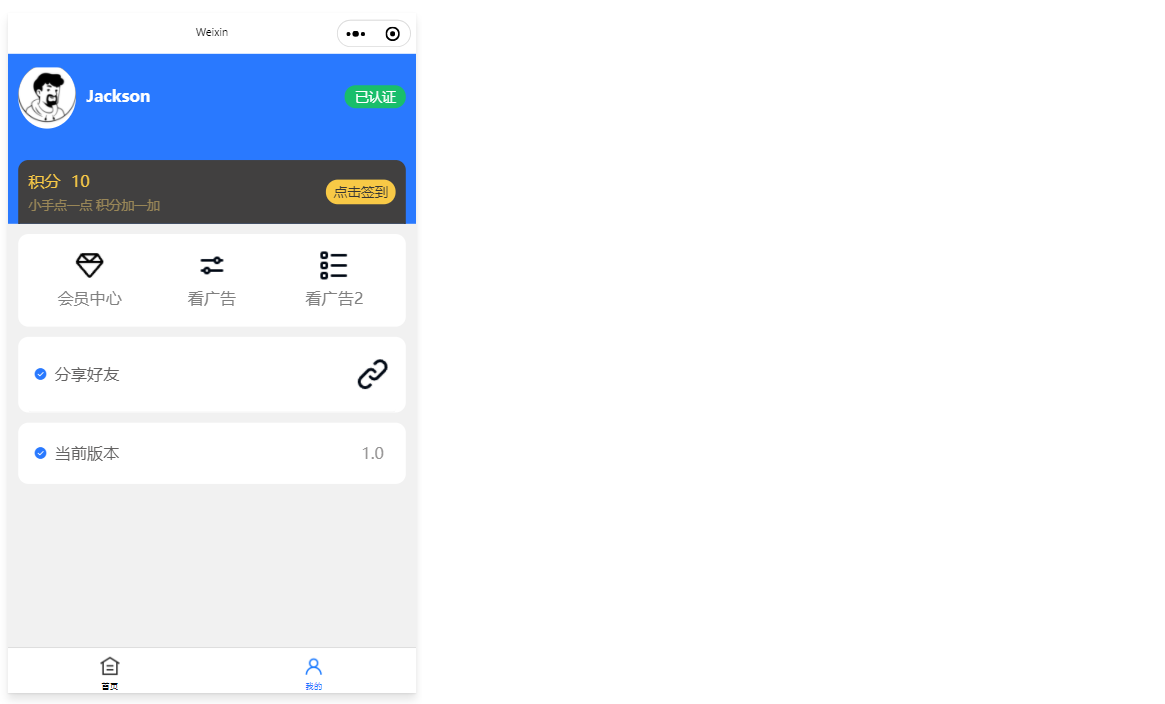 Weixin
Jackson
已认证
积分 10
点击签到
小手点一点 积分加一加
会员中心
看广告
看广告2
分享好友
当前版本
1.0
首页
我的